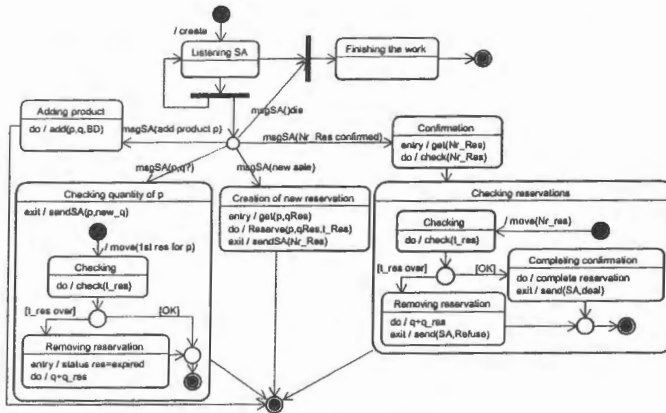 / create
Listening SA
Finishing the work
msgSA()die
Adding product
do / add(p,q,BD)
msgSA(add product p)
msgSA(Nr_Res confirmed)
Confirmation
entry / get(Nr_Res)
do / check(Nr_Res)
msgSA(p,q?)
msgSA(new sale)
Checking quantity of p
exit / sendSA(p,new_q)
/ move(1st res for p)
Checking
do / check(t_res)
[t_res over]
[OK]
Removing reservation
entry / status res=expired
do / q+q_res
Creation of new reservation
entry / get(p,qRes)
do / Reserve(p,qRes,t_Res)
exit / sendSA(Nr_Res)
Checking reservations
Checking
do / check(t_res)
/ move(Nr_res)
[t_res over]
[OK]
Completing confirmation
do / complete reservation
exit / send(SA,deal)
Removing reservation
do / q+q_res
exit / send(SA,Refuse)